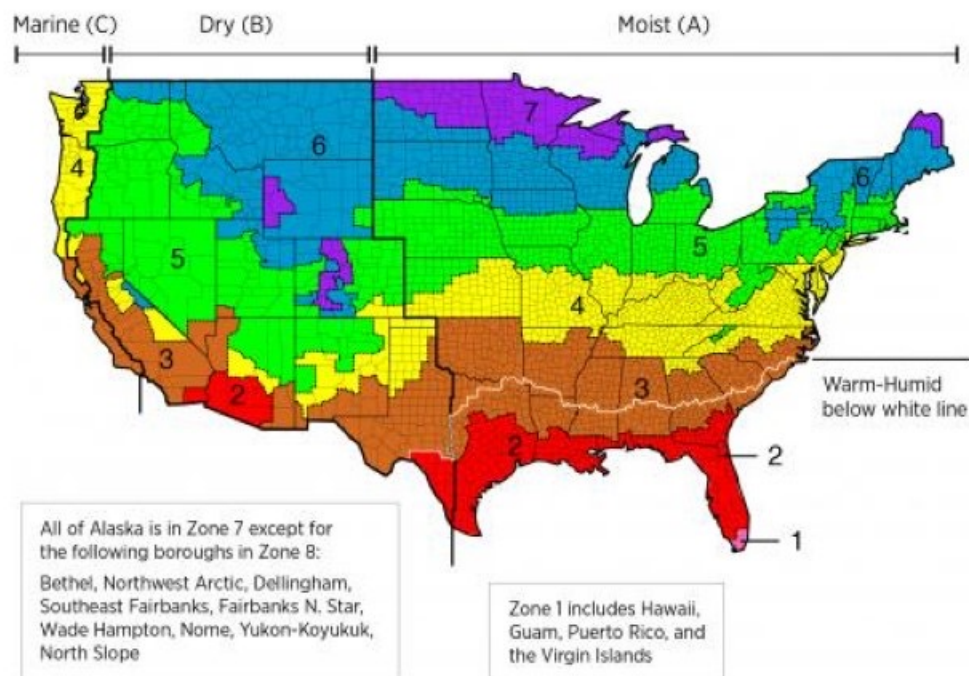 Marine (C)
Dry (B)
Moist (A)
7
6
4
6
5
5
4
3
3
2
2
Warm-Humid
below white line
2
1
All of Alaska is in Zone 7 except for
the following boroughs in Zone 8:
Bethel, Northwest Arctic, Dellingham,
Southeast Fairbanks, Fairbanks N. Star,
Wade Hampton, Nome, Yukon-Koyukuk,
North Slope
Zone 1 includes Hawaii,
Guam, Puerto Rico, and
the Virgin Islands